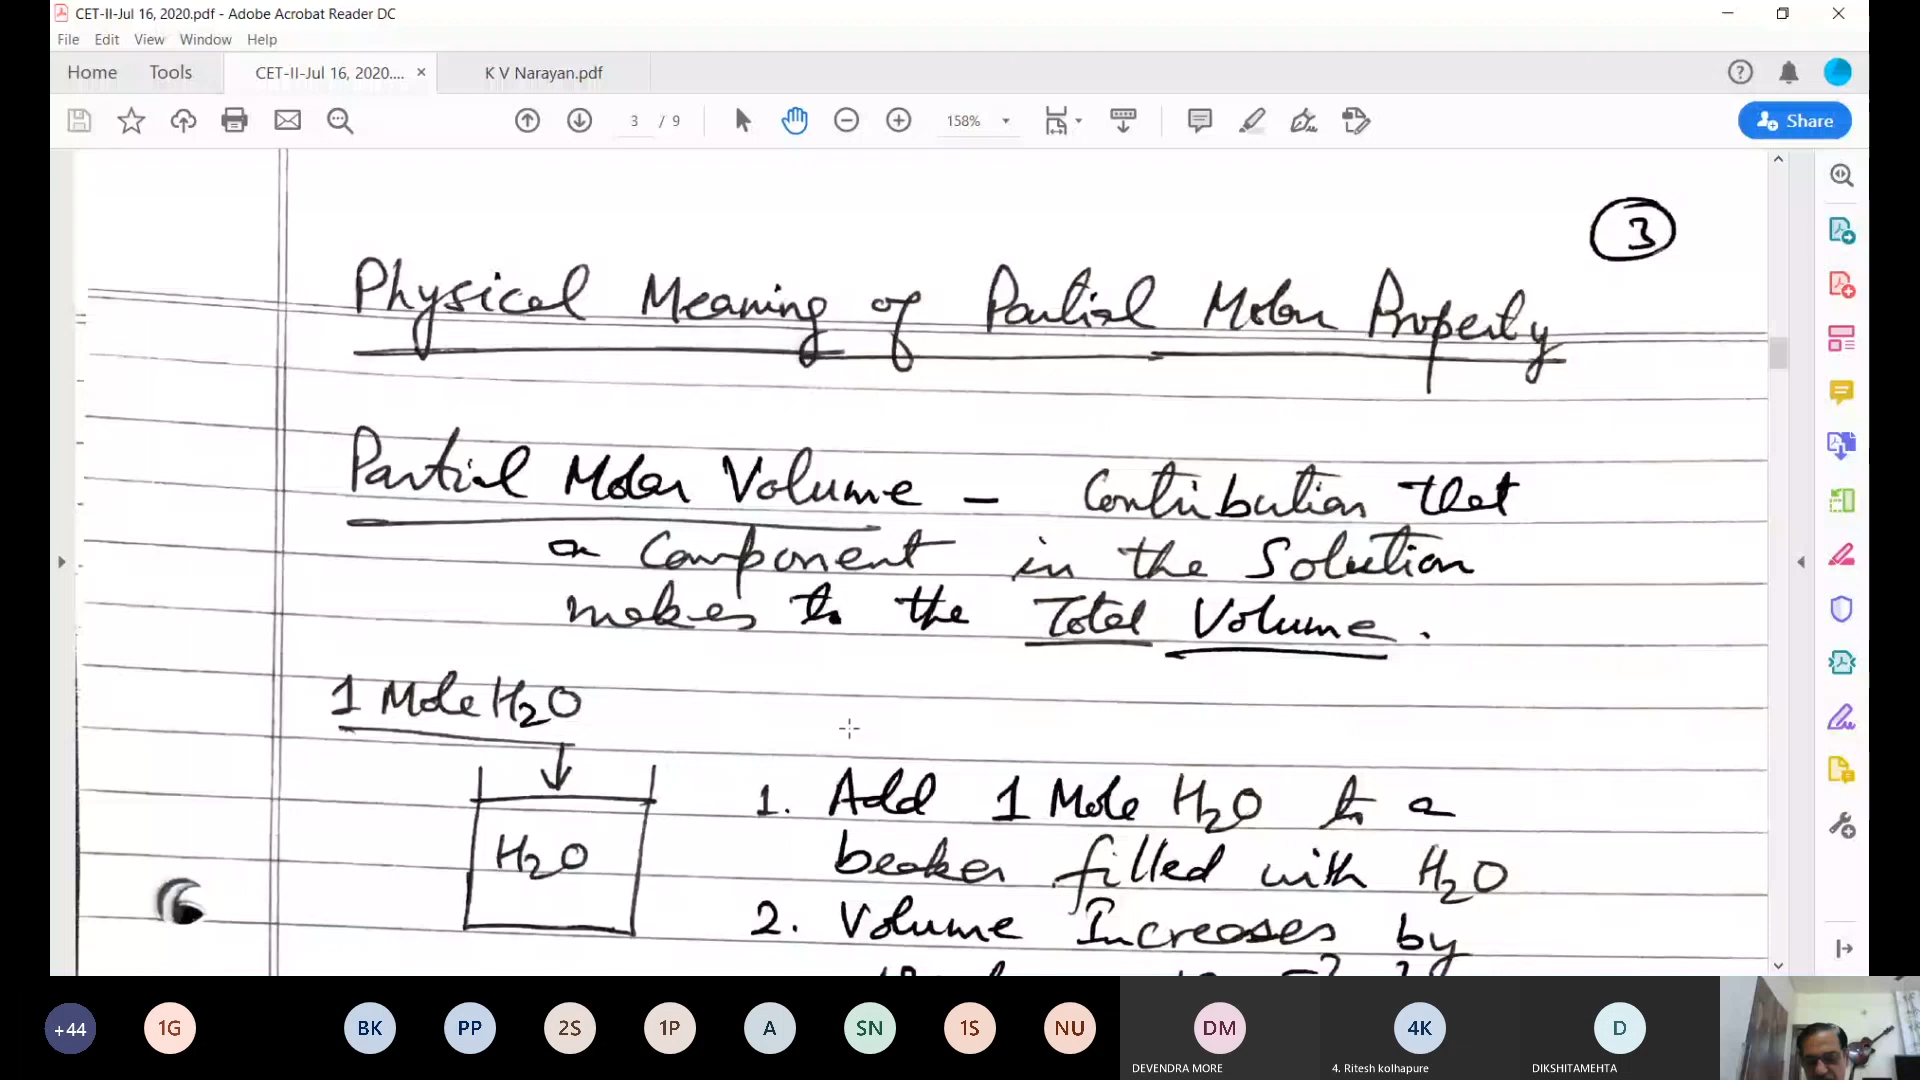 CET-II-Jul 16, 2020.pdf - Adobe Acrobat Reader DC
File Edit View Window Help
Home Tools CET-II-Jul 16, 2020.... × K V Narayan.pdf
3 / 9 158% Share
3
Physical Meaning of Partial Molar Property
Partial Molar Volume - Contribution that
a Component in the Solution
makes to the Total Volume.
1 Mole H2O
H2O
1. Add 1 Mole H2O to a
beaker filled with H2O
2. Volume Increases by
+44 1G BK PP 2S 1P A SN 1S NU DM 4K D
DEVENDRA MORE 4. Ritesh kolhapure DIKSHITAMEHTA